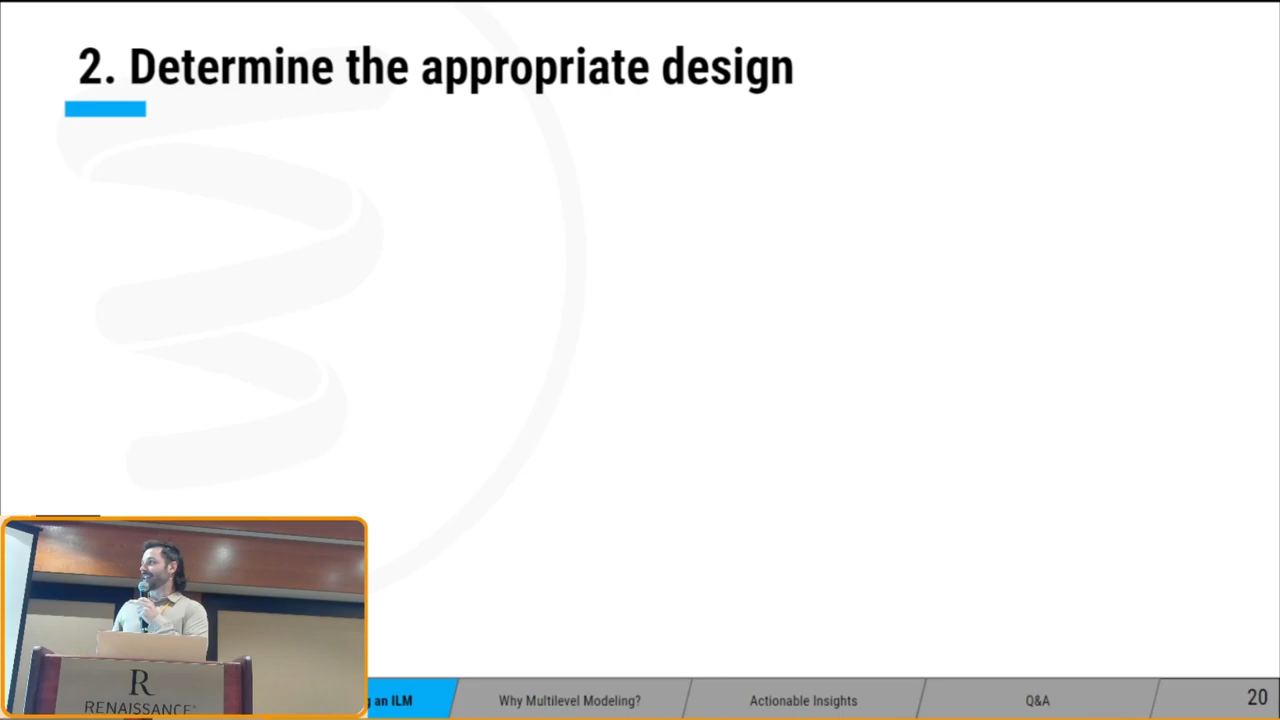 2. Determine the appropriate design
R
RENAISSANCE
g an ILM
Why Multilevel Modeling?
Actionable Insights
Q&A
20